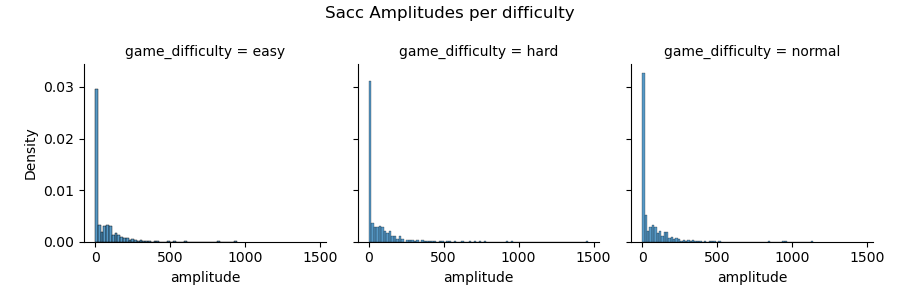 Sacc Amplitudes per difficulty
game_difficulty = easy
game_difficulty = hard
game_difficulty = normal
0.03
0.02
0.01
0.00
Density
0 500 1000 1500
0 500 1000 1500
0 500 1000 1500
amplitude
amplitude
amplitude